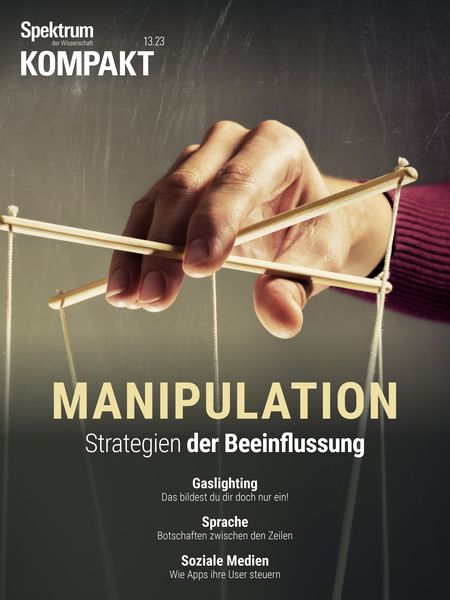 Spektrum
der Wissenschaft
KOMPAKT
13.23
MANIPULATION
Strategien der Beeinflussung
Gaslighting
Das bildest du dir doch nur ein!
Sprache
Botschaften zwischen den Zeilen
Soziale Medien
Wie Apps ihre User steuern